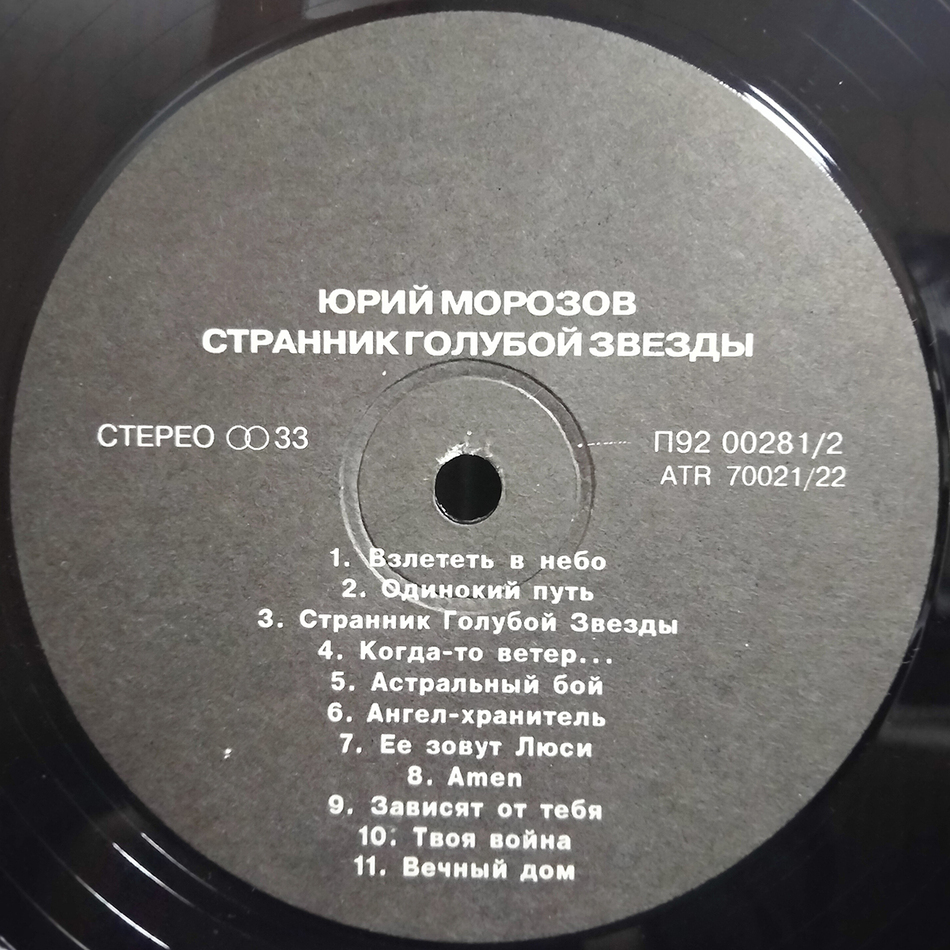 ЮРИЙ МОРОЗОВ
СТРАННИК ГОЛУБОЙ ЗВЕЗДЫ
СТЕРЕО 33
П92 00281/2
ATR 70021/22
1. Взлететь в небо
2. Одинокий путь
3. Странник Голубой Звезды
4. Когда-то ветер...
5. Астральный бой
6. Ангел-хранитель
7. Ее зовут Люси
8. Amen
9. Зависят от тебя
10. Твоя война
11. Вечный дом